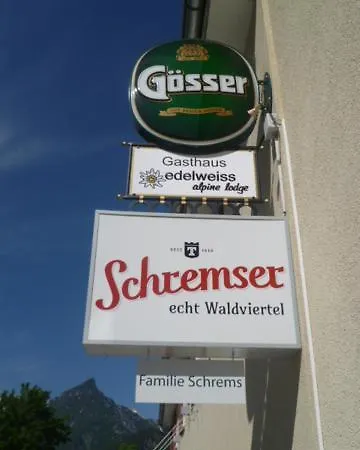 Gösser
Gasthaus
edelweiss
alpine lodge
Schremser
echt Waldviertel
Familie Schrems